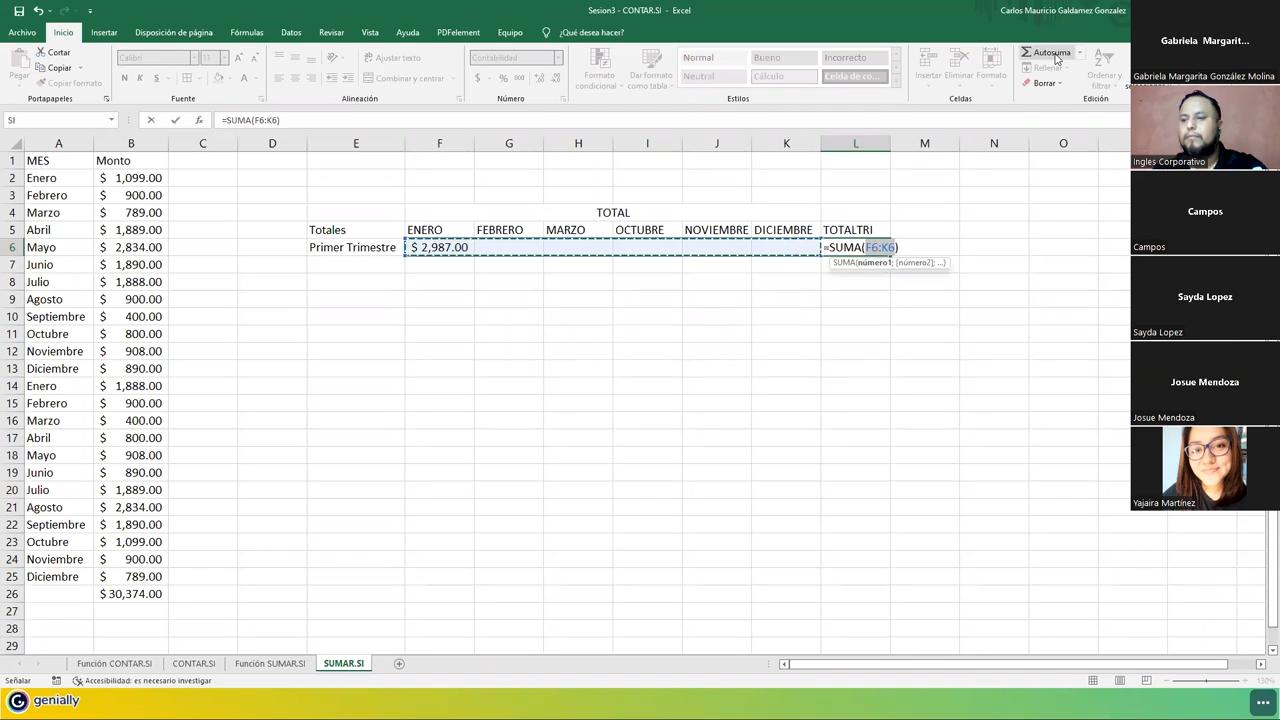 Sesion3 - CONTAR.SI - Excel
Carlos Mauricio Galdamez Gonzalez
Archivo Inicio Insertar Disposición de página Fórmulas Datos Revisar Vista Ayuda PDFelement Equipo ¿Qué desea hacer?
Pegar
Cortar
Copiar
Portapapeles
Calibri 11
N K S
Fuente
Ajustar texto
Combinar y centrar
Alineación
Contabilidad
$ % 000
Número
Formato condicional
Dar formato como tabla
Normal Bueno Incorrecto
Neutral Cálculo Celda de co...
Estilos
Insertar Eliminar Formato
Celdas
Autosuma
Rellenar
Borrar
Ordenar y filtrar
Edición
SI =SUMA(F6:K6)
A B C D E F G H I J K L M N O
1 MES Monto
2 Enero $ 1,099.00
3 Febrero $ 900.00
4 Marzo $ 789.00 TOTAL
5 Abril $ 1,889.00 Totales ENERO FEBRERO MARZO OCTUBRE NOVIEMBRE DICIEMBRE TOTALTRI
6 Mayo $ 2,834.00 Primer Trimestre $ 2,987.00 =SUMA(F6:K6)
SUMA(número1; [número2]; ...)
7 Junio $ 1,890.00
8 Julio $ 1,888.00
9 Agosto $ 900.00
10 Septiembre $ 400.00
11 Octubre $ 800.00
12 Noviembre $ 908.00
13 Diciembre $ 890.00
14 Enero $ 1,888.00
15 Febrero $ 900.00
16 Marzo $ 400.00
17 Abril $ 800.00
18 Mayo $ 908.00
19 Junio $ 890.00
20 Julio $ 1,889.00
21 Agosto $ 2,834.00
22 Septiembre $ 1,890.00
23 Octubre $ 1,099.00
24 Noviembre $ 900.00
25 Diciembre $ 789.00
26 $ 30,374.00
27
28
29
Función CONTAR.SI CONTAR.SI Función SUMAR.SI SUMAR.SI
Señalar Accesibilidad: es necesario investigar 130%
genially
Gabriela Margarit...
Gabriela Margarita González Molina
Ingles Corporativo
Campos
Campos
Sayda Lopez
Sayda Lopez
Josue Mendoza
Josue Mendoza
Yajaira Martínez